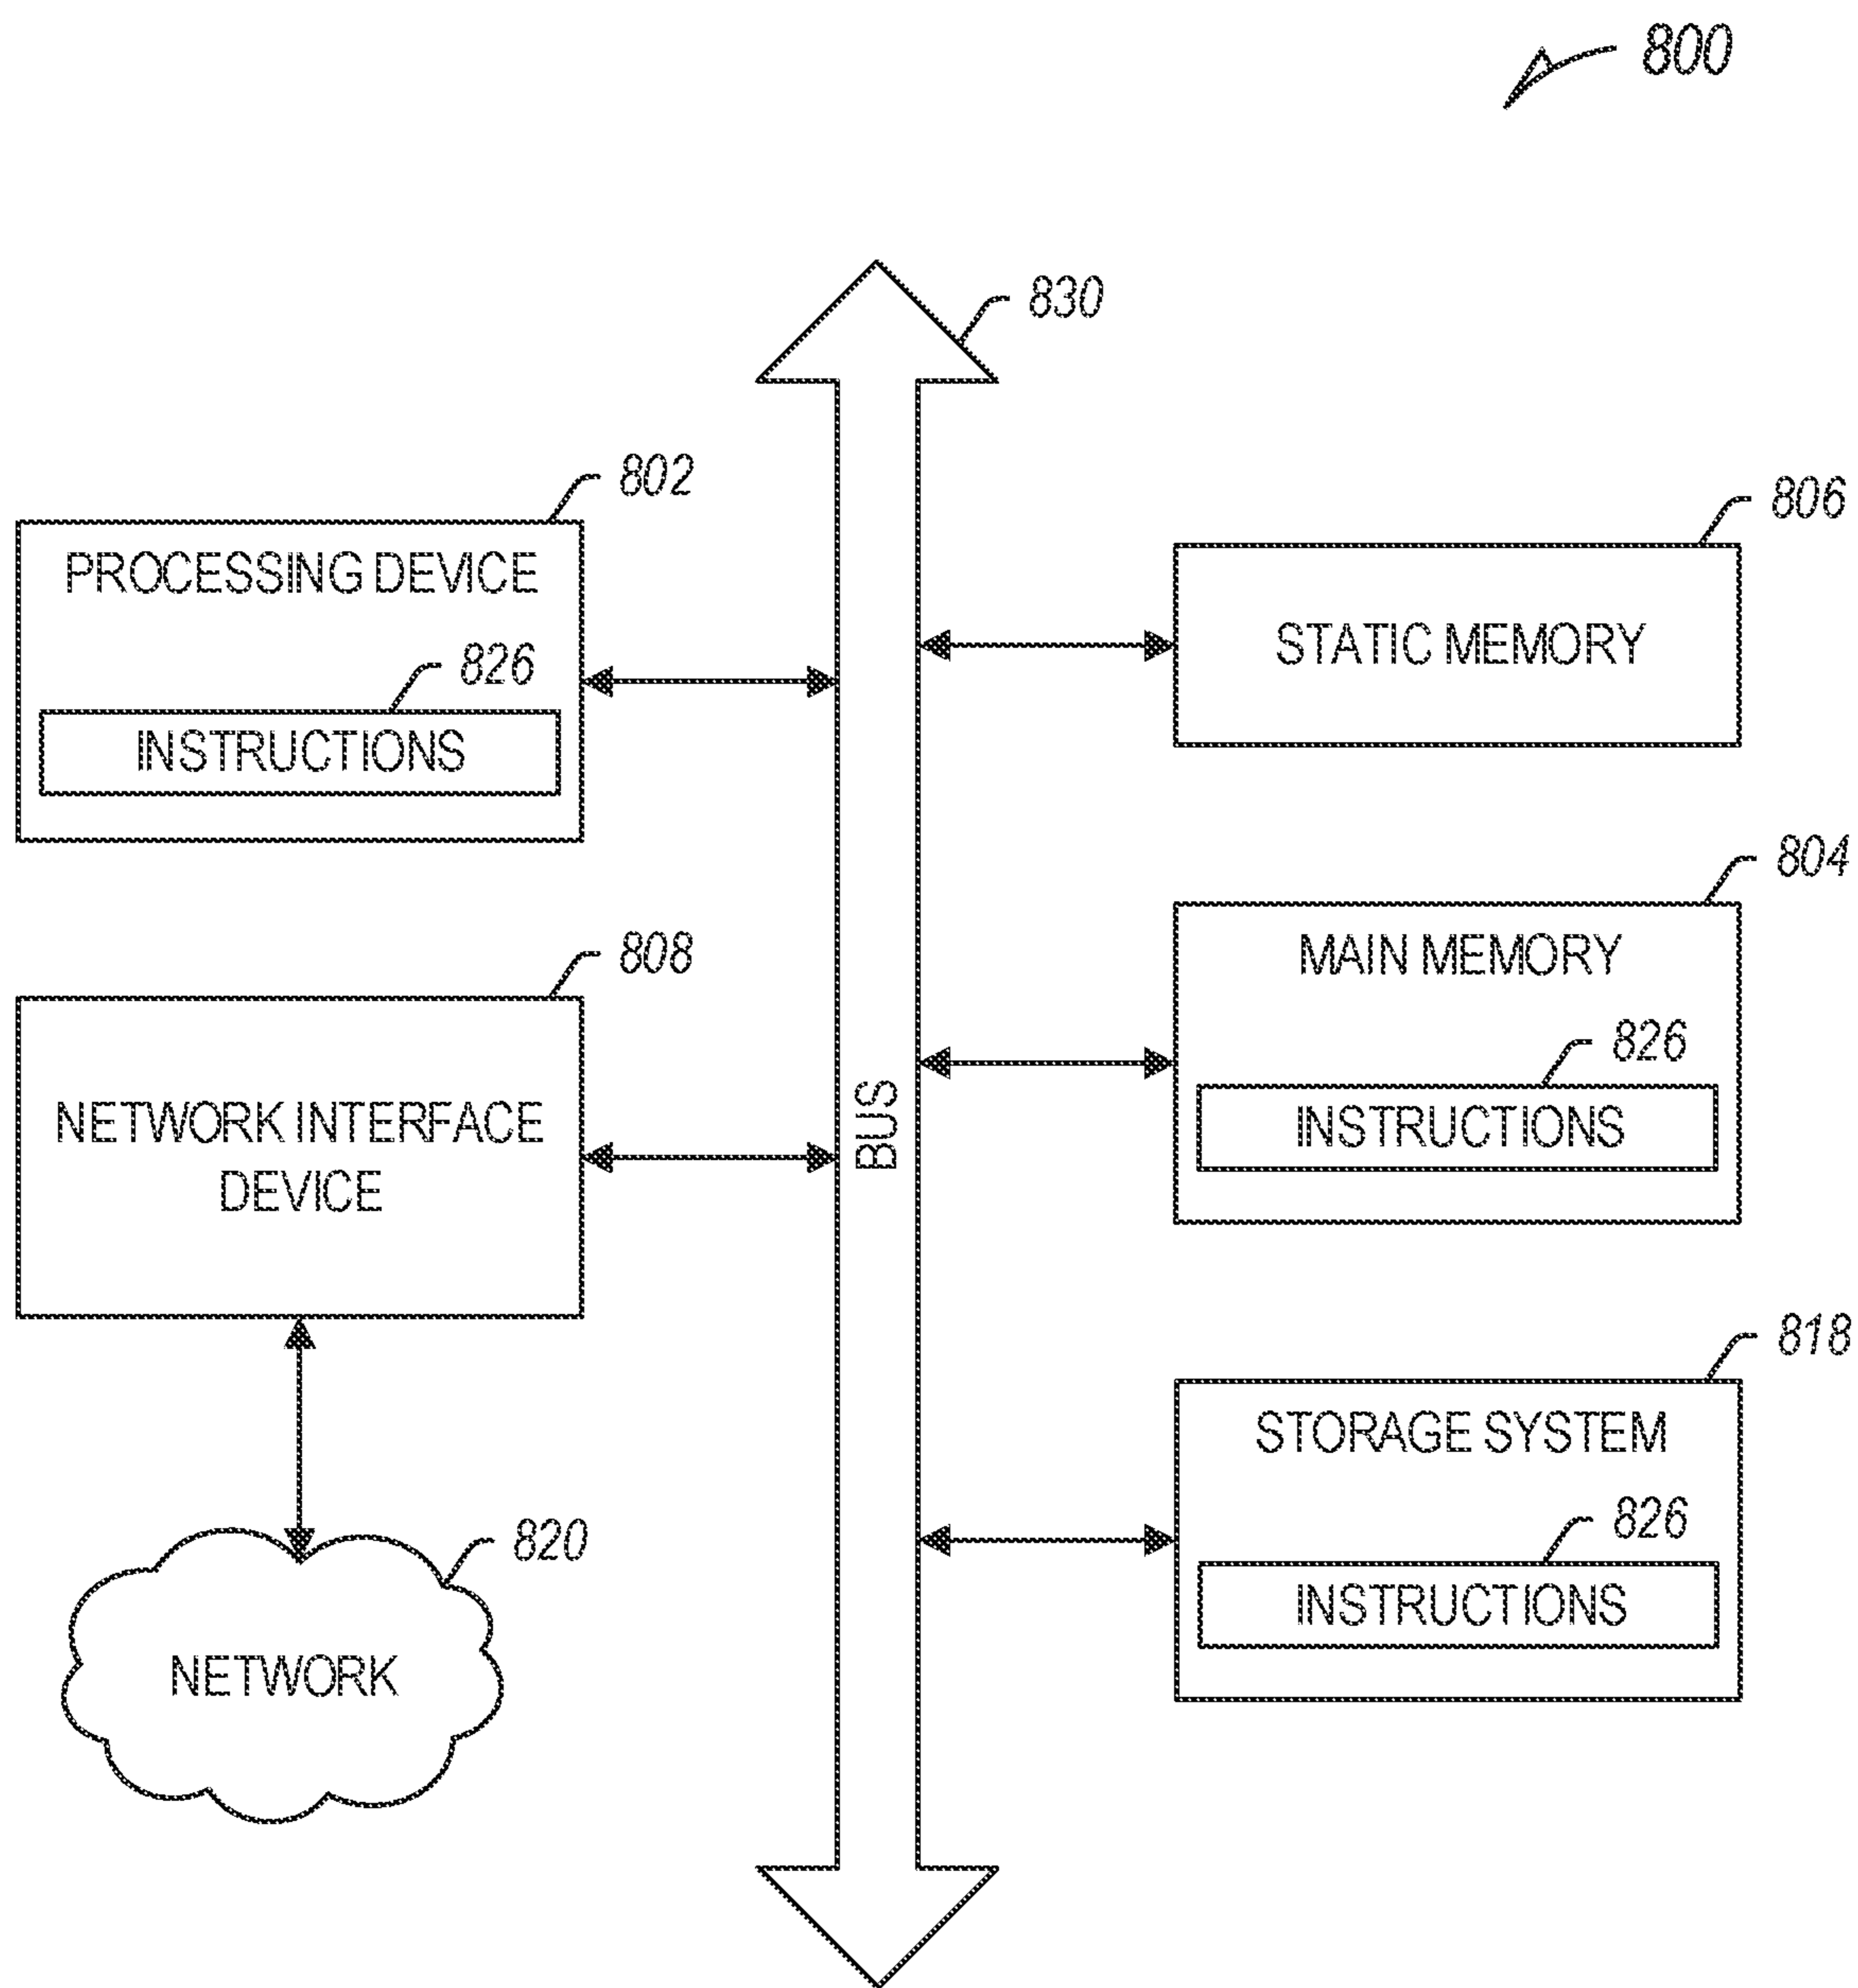 800
830
802
PROCESSING DEVICE
826
INSTRUCTIONS
806
STATIC MEMORY
804
MAIN MEMORY
826
INSTRUCTIONS
808
NETWORK INTERFACE
DEVICE
BUS
818
STORAGE SYSTEM
826
INSTRUCTIONS
820
NETWORK